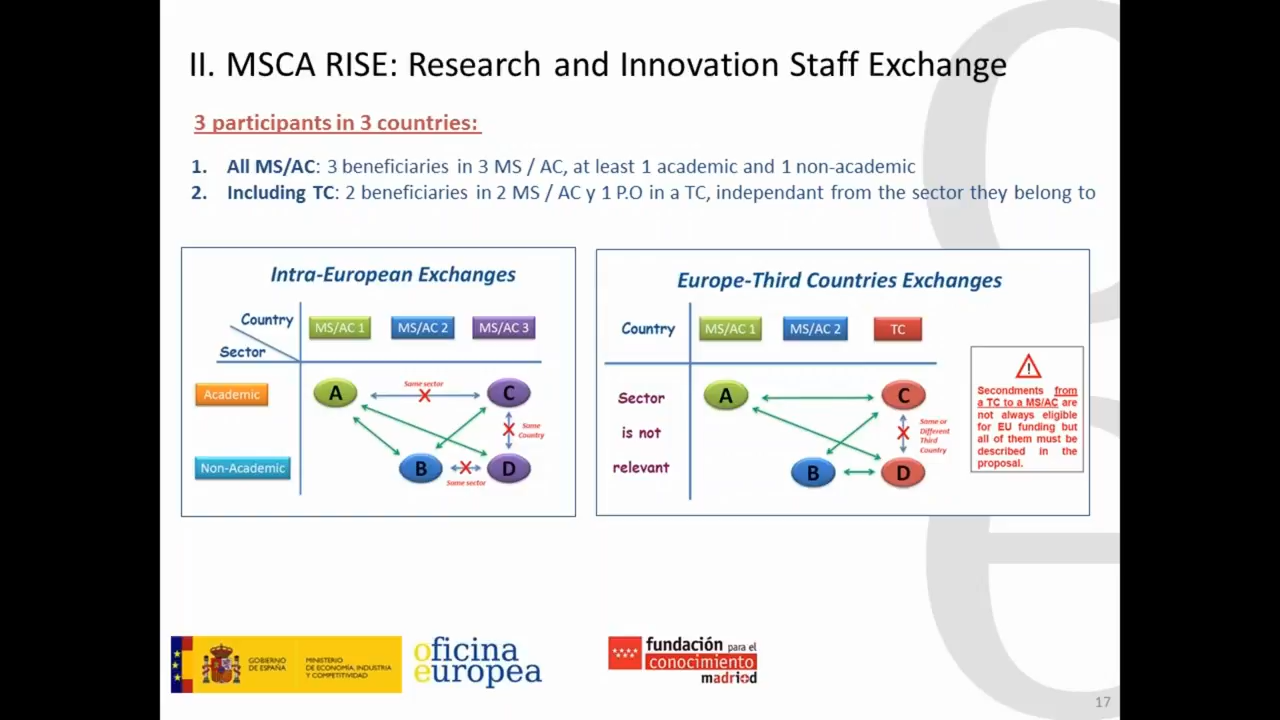 II. MSCA RISE: Research and Innovation Staff Exchange
3 participants in 3 countries:
1. All MS/AC: 3 beneficiaries in 3 MS / AC, at least 1 academic and 1 non-academic
2. Including TC: 2 beneficiaries in 2 MS / AC y 1 P.O in a TC, independant from the sector they belong to
Intra-European Exchanges
Country
Sector
MS/AC 1
MS/AC 2
MS/AC 3
Academic
A
Same sector
C
Same
Country
Non-Academic
B
Same sector
D
Europe-Third Countries Exchanges
Country
MS/AC 1
MS/AC 2
TC
Sector
is not
relevant
A
C
Same or
Different
Third
Country
B
D
!
Secondments from
a TC to a MS/AC are
not always eligible
for EU funding but
all of them must be
described in the
proposal.
GOBIERNO
DE ESPAÑA
MINISTERIO
DE ECONOMÍA, INDUSTRIA
Y COMPETITIVIDAD
oficina
europea
fundación para el
conocimiento
madri+d
17